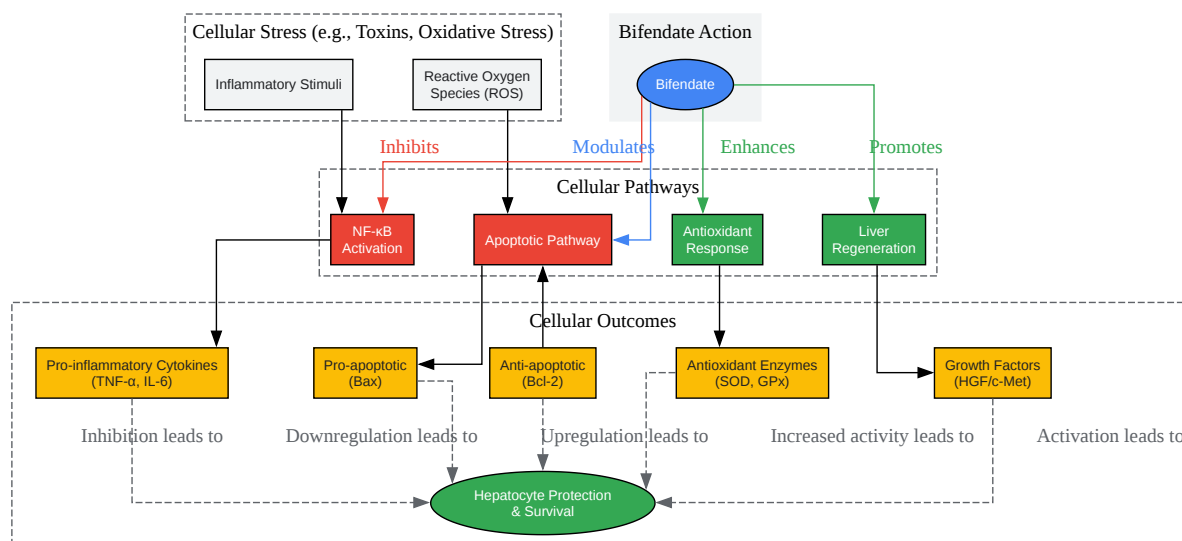 Cellular Stress (e.g., Toxins, Oxidative Stress)
Bifendate Action
Inflammatory Stimuli
Reactive Oxygen
Species (ROS)
Bifendate
Inhibits
Modulates
Enhances
Promotes
Cellular Pathways
NF-κB
Activation
Apoptotic Pathway
Antioxidant
Response
Liver
Regeneration
Cellular Outcomes
Pro-inflammatory Cytokines
(TNF-α, IL-6)
Pro-apoptotic
(Bax)
Anti-apoptotic
(Bcl-2)
Antioxidant Enzymes
(SOD, GPx)
Growth Factors
(HGF/c-Met)
Inhibition leads to
Downregulation leads to
Upregulation leads to
Increased activity leads to
Activation leads to
Hepatocyte Protection
& Survival